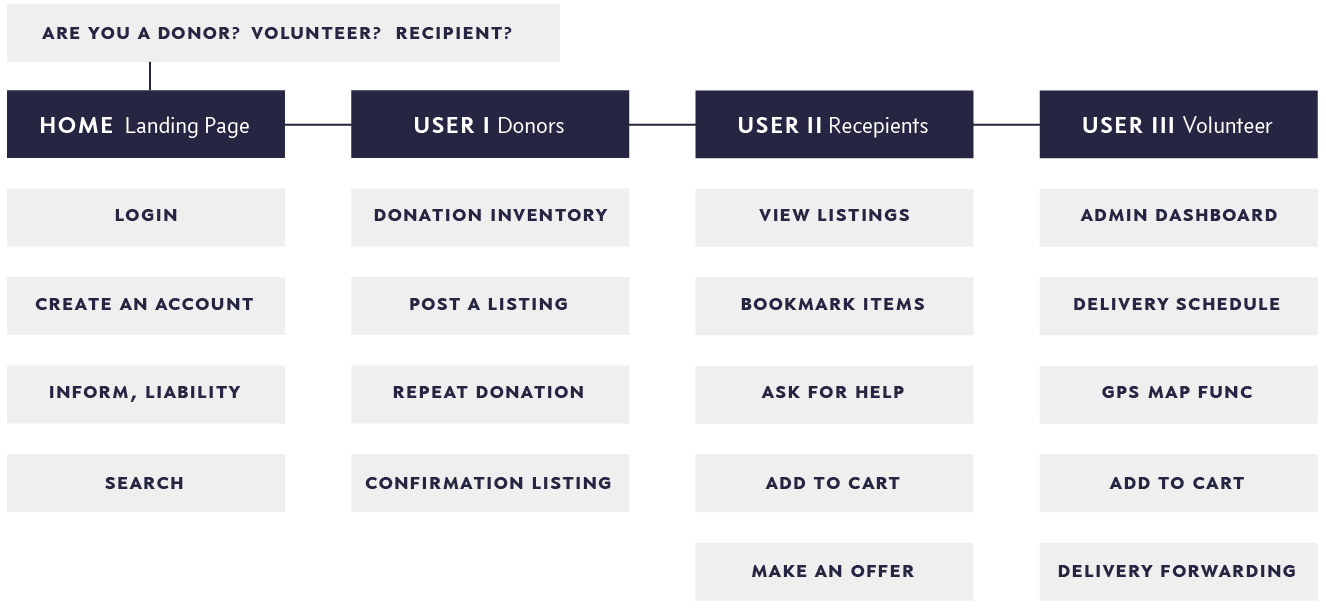 ARE YOU A DONOR? VOLUNTEER? RECIPIENT?
HOME Landing Page
LOGIN
CREATE AN ACCOUNT
INFORM, LIABILITY
SEARCH
USER I Donors
DONATION INVENTORY
POST A LISTING
REPEAT DONATION
CONFIRMATION LISTING
USER II Recepients
VIEW LISTINGS
BOOKMARK ITEMS
ASK FOR HELP
ADD TO CART
MAKE AN OFFER
USER III Volunteer
ADMIN DASHBOARD
DELIVERY SCHEDULE
GPS MAP FUNC
ADD TO CART
DELIVERY FORWARDING